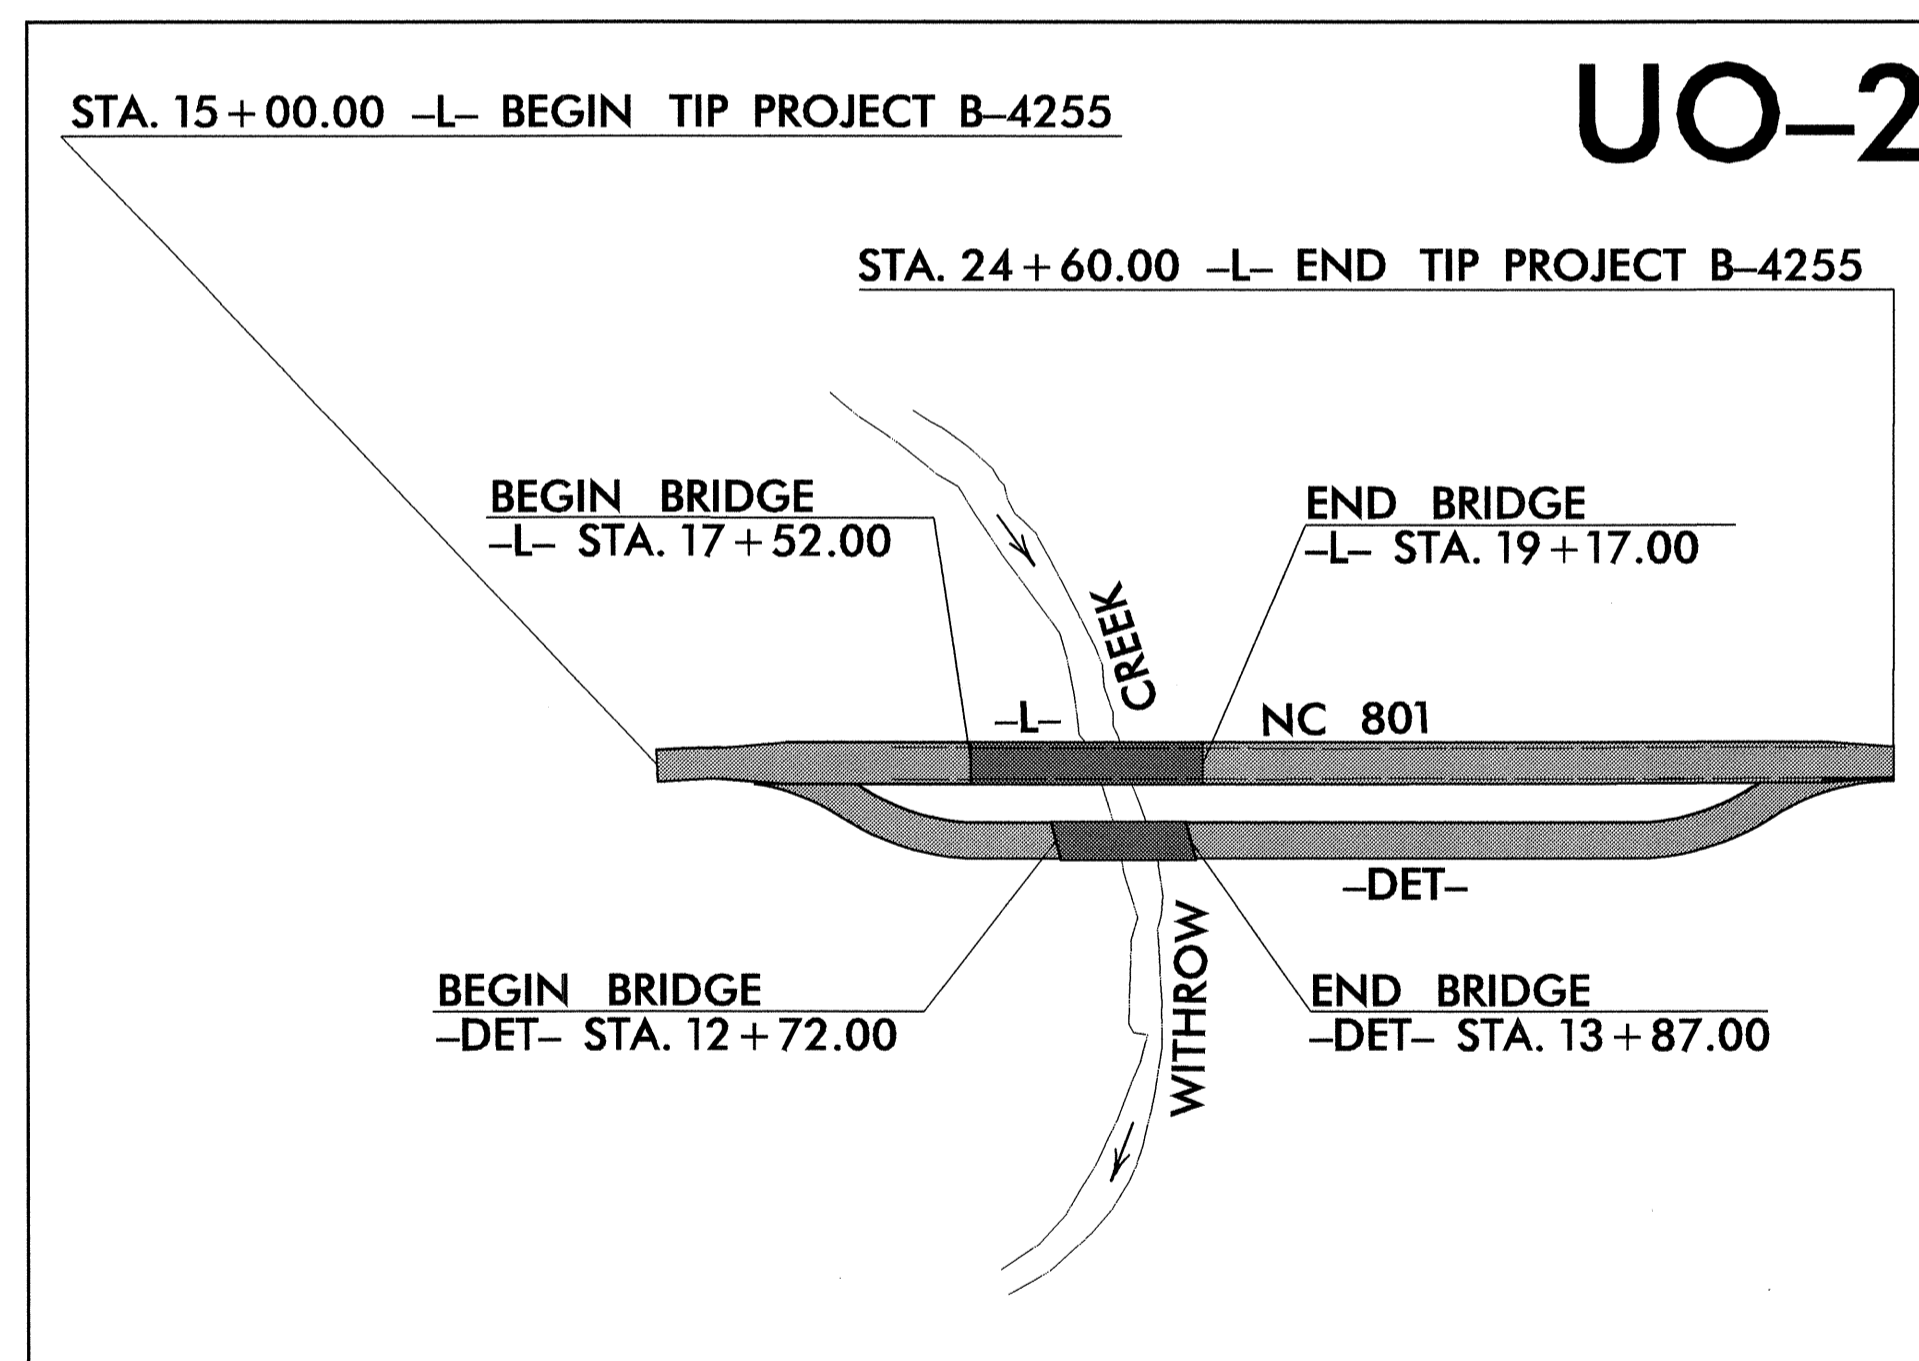 UO–2
STA. 15+00.00 –L– BEGIN TIP PROJECT B–4255
STA. 24+60.00 –L– END TIP PROJECT B–4255
BEGIN BRIDGE
–L– STA. 17+52.00
END BRIDGE
–L– STA. 19+17.00
CREEK
–L–
NC 801
–DET–
WITHROW
BEGIN BRIDGE
–DET– STA. 12+72.00
END BRIDGE
–DET– STA. 13+87.00